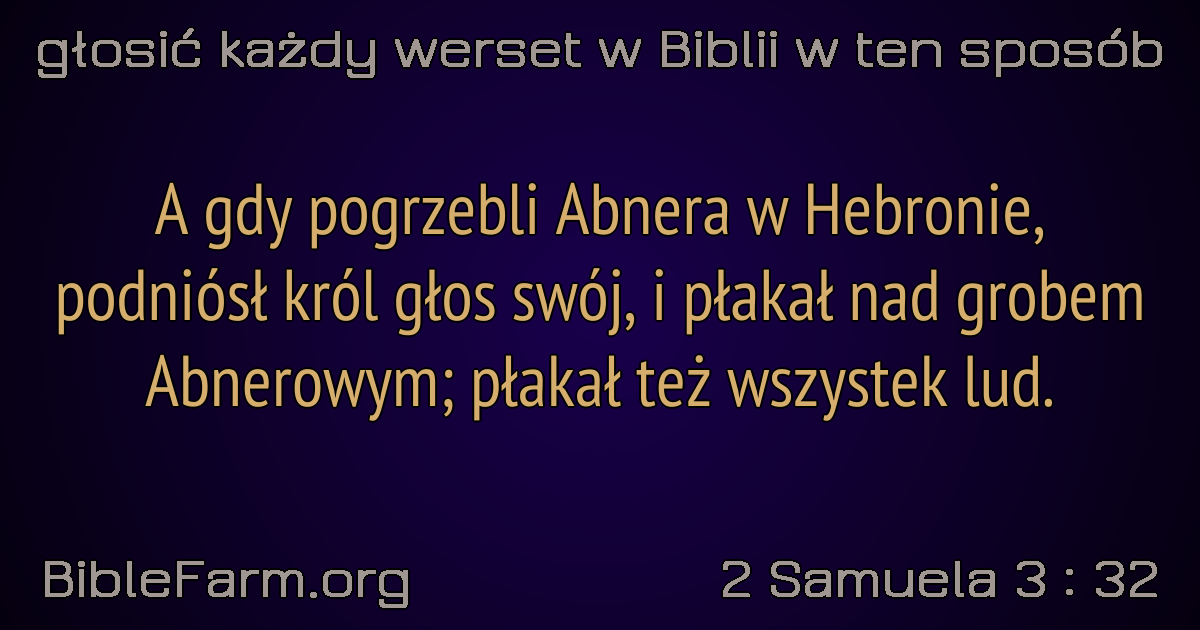 głosić każdy werset w Biblii w ten sposób
A gdy pogrzebli Abnera w Hebronie,
podniósł król głos swój, i płakał nad grobem
Abnerowym; płakał też wszystek lud.
BibleFarm.org
2 Samuela 3 : 32